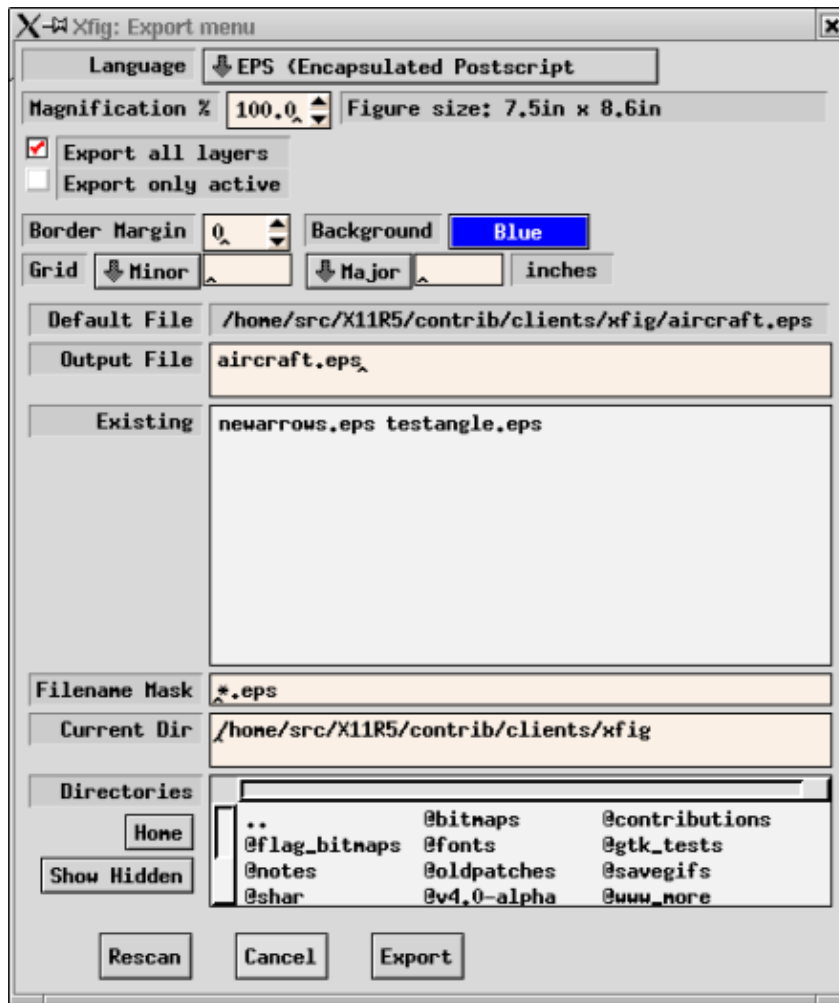 Xfig: Export menu
Language EPS (Encapsulated Postscript
Magnification % 100.0 Figure size: 7.5in x 8.6in
Export all layers
Export only active
Border Margin 0 Background Blue
Grid Minor Major inches
Default File /home/src/X11R5/contrib/clients/xfig/aircraft.eps
Output File aircraft.eps
Existing newarrows.eps testangle.eps
Filename Mask *.eps
Current Dir /home/src/X11R5/contrib/clients/xfig
Directories
.. @bitmaps @contributions
Home @flag_bitmaps @fonts @gtk_tests
Show Hidden @notes @oldpatches @savegifs
@shar @v4.0-alpha @www_more
Rescan Cancel Export